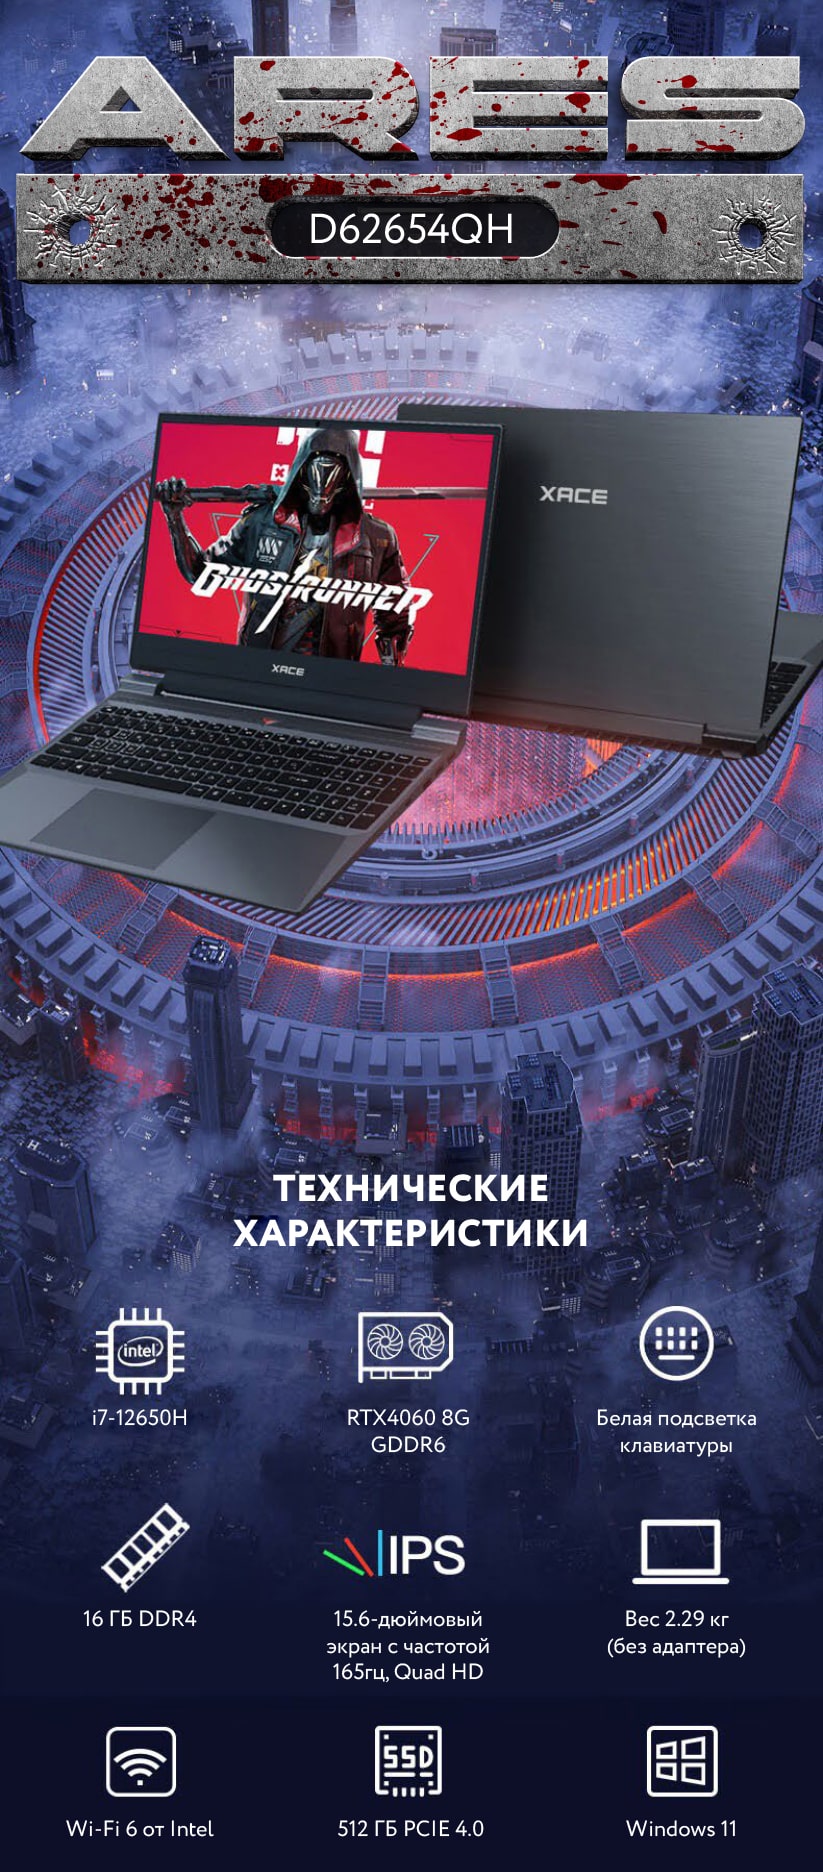 ARES
D62654QH
XACE
GHOSTRUNNER
XACE
ТЕХНИЧЕСКИЕ
ХАРАКТЕРИСТИКИ
intel
i7-12650H
RTX4060 8G
GDDR6
Белая подсветка
клавиатуры
16 ГБ DDR4
IPS
15.6-дюймовый
экран с частотой
165гц, Quad HD
Вес 2.29 кг
(без адаптера)
Wi-Fi 6 от Intel
SSD
512 ГБ PCIE 4.0
Windows 11